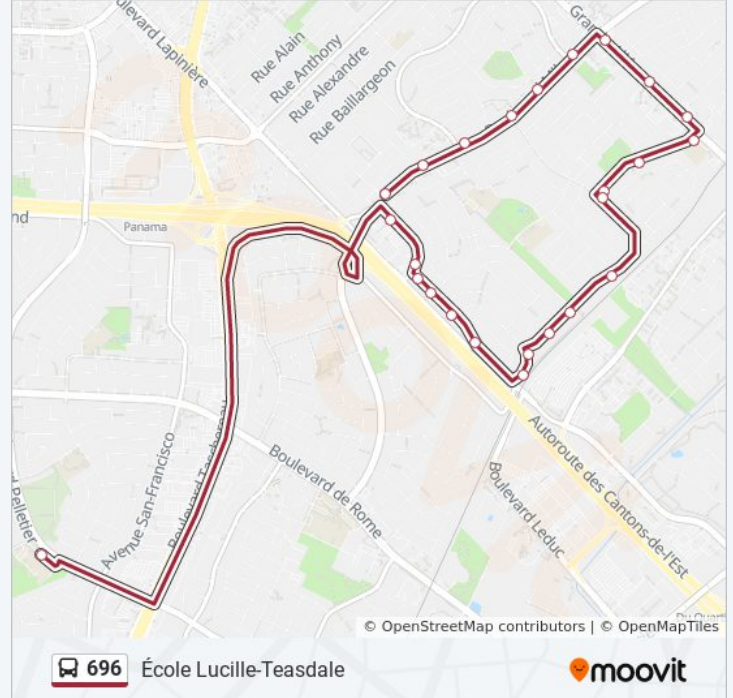 Boulevard Lapinière
Rue Alain
Rue Anthony
Rue Alexandre
Rue Baillargeon
Panama
Boulevard Taschereau
Avenue San-Francisco
Pelletier
Boulevard de Rome
Boulevard Leduc
Autoroute des Cantons-de-l'Est
© OpenStreetMap contributors | © OpenMapTiles
696 École Lucille-Teasdale
moovit